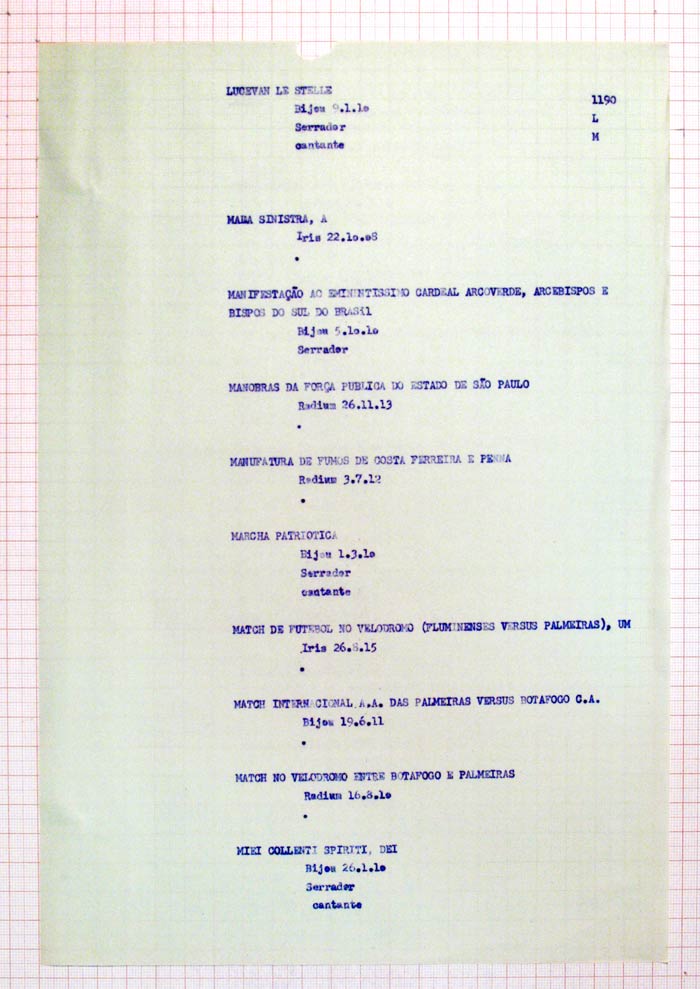 LUCEVAN LE STELLE
Bijou 9.1.1o
Serrador
cantante
1190
L
M
MALA SINISTRA, A
Iris 22.1o.o8
MANIFESTAÇÃO AO EMININTISSIMO CARDEAL ARCOVERDE, ARCEBISPOS E
BISPOS DO SUL DO BRASil
Bijou 5.1o.1o
Serrador
MANOBRAS DA FORÇA PUBLICA DO ESTADO DE SÃO PAULO
Radium 26.11.13
MANUFATURA DE FUMOS DE COSTA FERREIRA E PENNA
Radium 3.7.12
MARCHA PATRIOTICA
Bijou 1.3.1o
Serrador
cantante
MATCH DE FUTEBOL NO VELODROMO (FLUMINENSES VERSUS PALMEIRAS), UM
Iris 26.8.15
MATCH INTERNACIONAL A.A. DAS PALMEIRAS VERSUS BOTAFOGO C.A.
Bijou 19.6.11
MATCH NO VELODROMO ENTRE BOTAFOGO E PALMEIRAS
Radium 16.8.1o
MIEI COLLENTI SPIRITI, DEI
Bijou 26.1.1o
Serrador
cantante